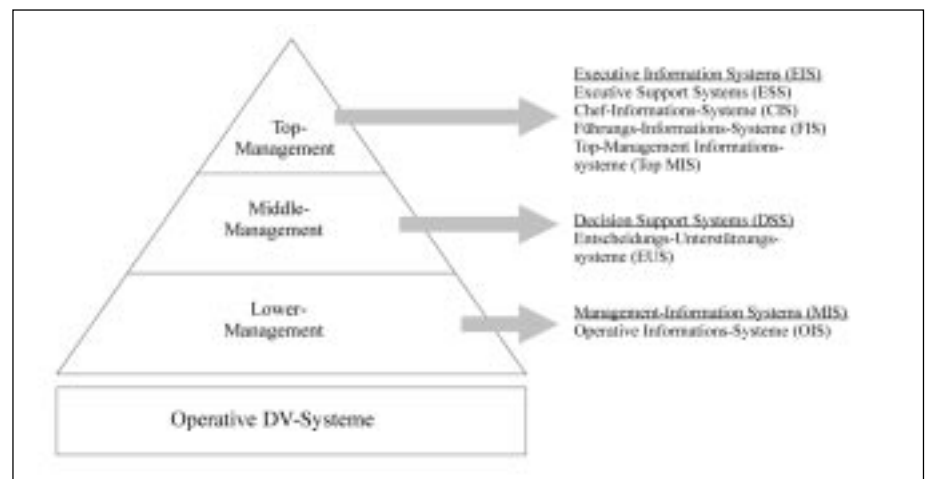 Top-
Management
Executive Information Systems (EIS)
Excutive Support Systems (ESS)
Chef-Informations-Systeme (CIS)
Führungs-Informations-Systeme (FIS)
Top-Management Informations-
systeme (Top MIS)
Middle-
Management
Decision Support Systems (DSS)
Entscheidungs-Unterstützungs-
systeme (EUS)
Lower-
Management
Management-Information Systems (MIS)
Operative Informations-Systeme (OIS)
Operative DV-Systeme